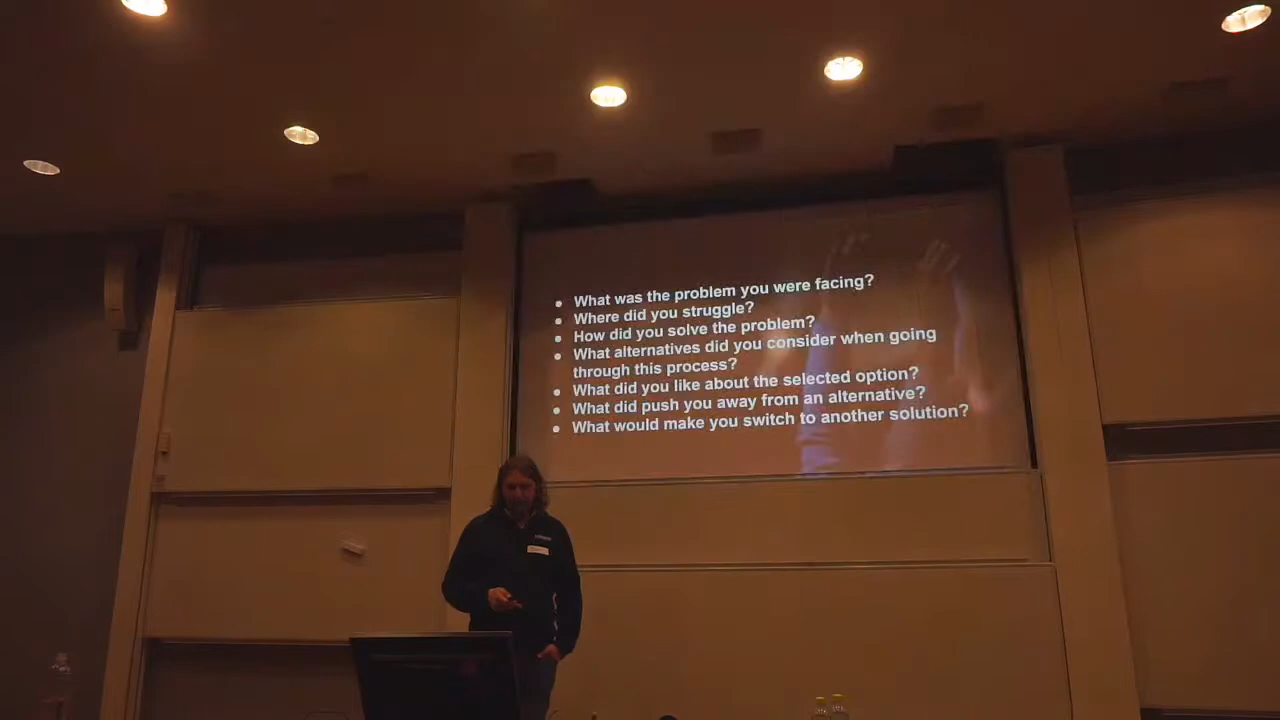 ● What was the problem you were facing?
● Where did you struggle?
● How did you solve the problem?
● What alternatives did you consider when going
through this process?
● What did you like about the selected option?
● What did push you away from an alternative?
● What would make you switch to another solution?